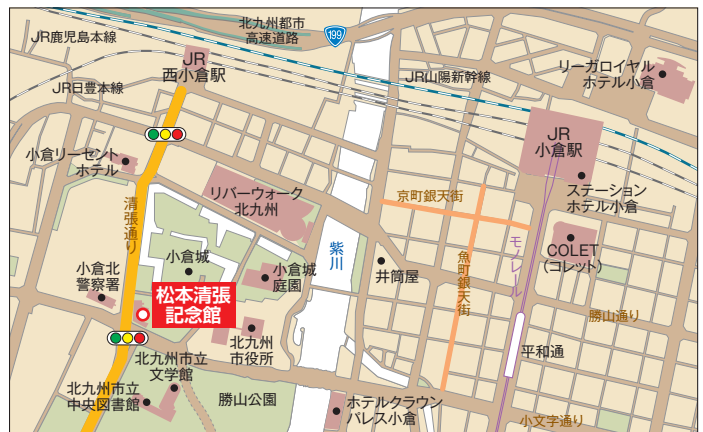 北九州都市
高速道路
199
JR鹿児島本線
JR
西小倉駅
JR日豊本線
JR山陽新幹線
リーガロイヤル
ホテル小倉
JR
小倉駅
小倉リーセント
ホテル
リバーウォーク
北九州
京町銀天街
ステーション
ホテル小倉
清張通り
小倉城
小倉城
庭園
紫川
井筒屋
魚町銀天街
モノレール
COLET
(コレット)
小倉北
警察署
松本清張
記念館
勝山通り
北九州
市役所
平和通
北九州市立
文学館
北九州市立
中央図書館
勝山公園
ホテルクラウン
パレス小倉
小文字通り